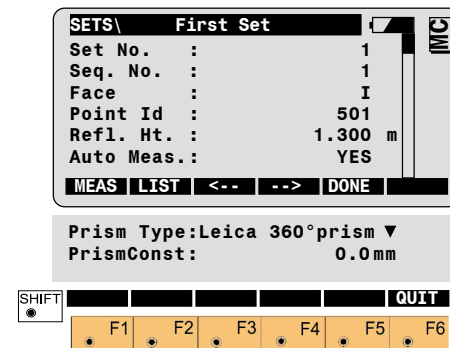 SETS\ First Set MC
Set No. : 1
Seq. No. : 1
Face : I
Point Id : 501
Refl. Ht. : 1.300 m
Auto Meas.: YES
MEAS LIST <-- --> DONE
Prism Type:Leica 360°prism ▼
PrismConst: 0.0mm
SHIFT QUIT
F1 F2 F3 F4 F5 F6